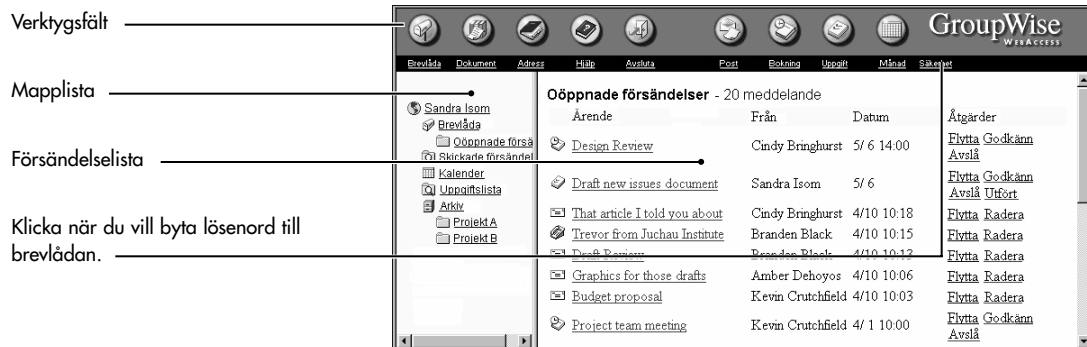 Verktygsfält
Mapplista
Försändelselista
Klicka när du vill byta lösenord till
brevlådan.
GroupWise
WEBACCESS
Brevlåda Dokument Adress Hjälp Avsluta Post Bokning Uppgift Månad Säkerhet
Sandra Isom
Brevlåda
Oöppnade förså
Skickade försändel
Kalender
Uppgiftslista
Arkiv
Projekt A
Projekt B
Oöppnade försändelser - 20 meddelande
Ärende Från Datum Åtgärder
Design Review Cindy Bringhurst 5/ 6 14:00 Flytta Godkänn
Avslå
Draft new issues document Sandra Isom 5/ 6 Flytta Godkänn
Avslå Utfört
That article I told you about Cindy Bringhurst 4/10 10:18 Flytta Radera
Trevor from Juchau Institute Branden Black 4/10 10:15 Flytta Radera
Draft Review Branden Black 4/10 10:13 Flytta Radera
Graphics for those drafts Amber Dehoyos 4/10 10:06 Flytta Radera
Budget proposal Kevin Crutchfield 4/10 10:03 Flytta Radera
Project team meeting Kevin Crutchfield 4/ 1 10:00 Flytta Godkänn
Avslå